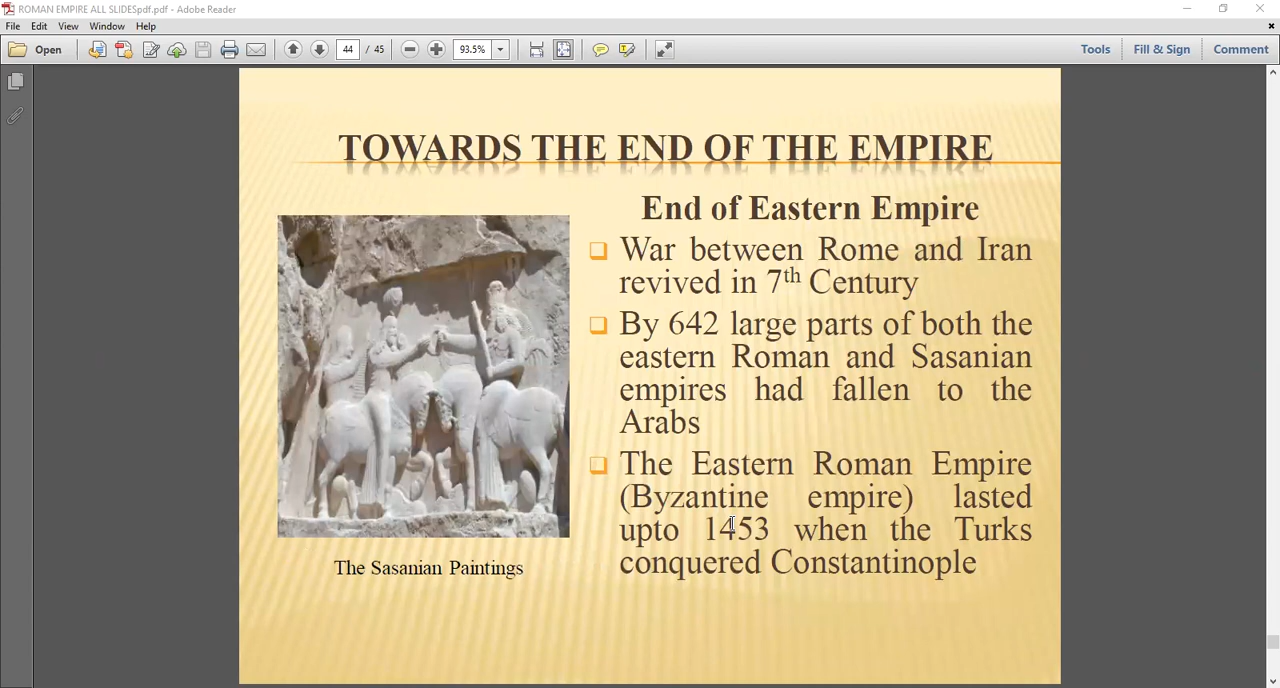 ROMAN EMPIRE ALL SLIDESpdf.pdf - Adobe Reader
File Edit View Window Help
Open 44 / 45 93.5% Tools Fill & Sign Comment
TOWARDS THE END OF THE EMPIRE
End of Eastern Empire
War between Rome and Iran
revived in 7th Century
By 642 large parts of both the
eastern Roman and Sasanian
empires had fallen to the
Arabs
The Eastern Roman Empire
(Byzantine empire) lasted
upto 1453 when the Turks
conquered Constantinople
The Sasanian Paintings